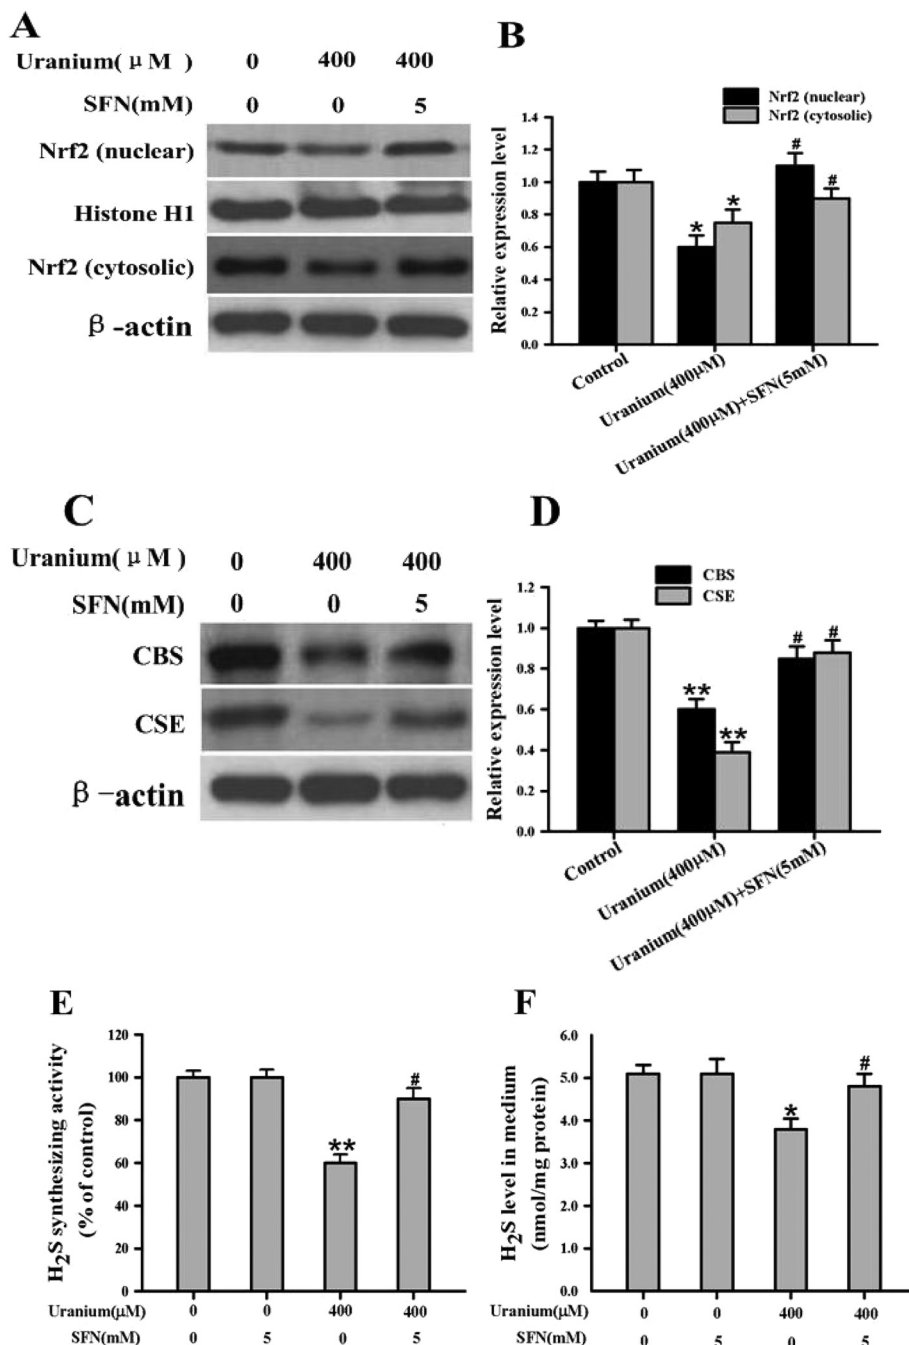 A
Uranium( μ M ) 0 400 400
SFN(mM) 0 0 5
Nrf2 (nuclear)
Histone H1
Nrf2 (cytosolic)
β -actin
B
Nrf2 (nuclear)
Nrf2 (cytosolic)
Relative expression level
1.4
1.2
1.0
0.8
0.6
0.4
0.2
0.0
* * # #
Control
Uranium(400μM)
Uranium(400μM)+SFN(5mM)
C
Uranium( μ M ) 0 400 400
SFN(mM) 0 0 5
CBS
CSE
β -actin
D
CBS
CSE
Relative expression level
1.2
1.0
0.8
0.6
0.4
0.2
0.0
** ** # #
Control
Uranium(400μM)
Uranium(400μM)+SFN(5mM)
E
H2S synthesizing activity
(% of control)
120
100
80
60
40
20
0
** #
Uranium(μM) 0 0 400 400
SFN(mM) 0 5 0 5
F
H2S level in medium
(nmol/mg protein)
6.0
5.0
4.0
3.0
2.0
1.0
0.0
* #
Uranium(μM) 0 0 400 400
SFN(mM) 0 5 0 5